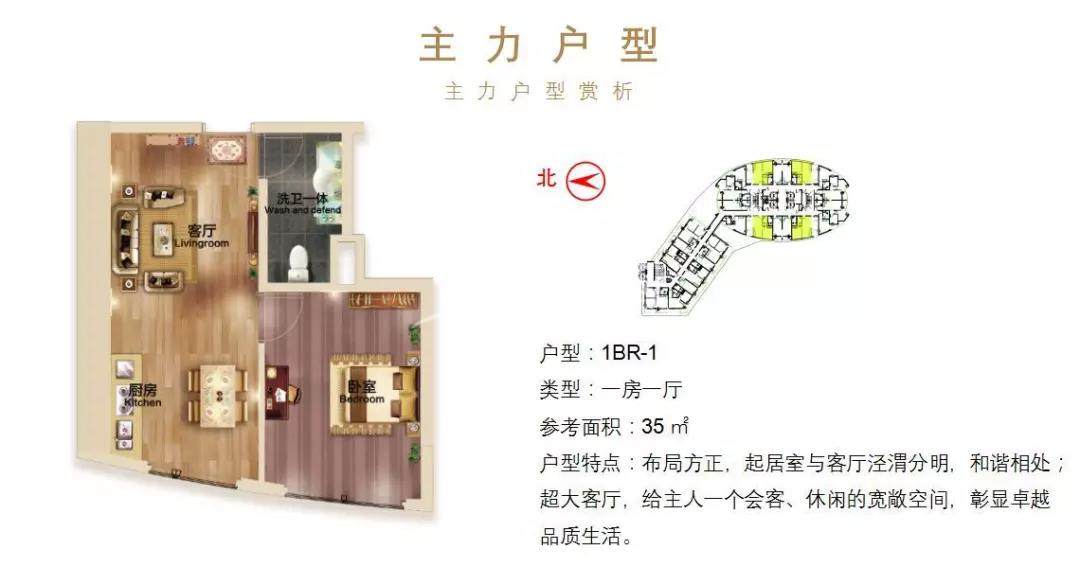 主力户型
主力户型赏析
洗卫一体
Wash and defend
客厅
Livingroom
厨房
Kitchen
卧室
Bedroom
北
户型：1BR-1
类型：一房一厅
参考面积：35 ㎡
户型特点：布局方正，起居室与客厅泾渭分明，和谐相处；
超大客厅，给主人一个会客、休闲的宽敞空间，彰显卓越
品质生活。